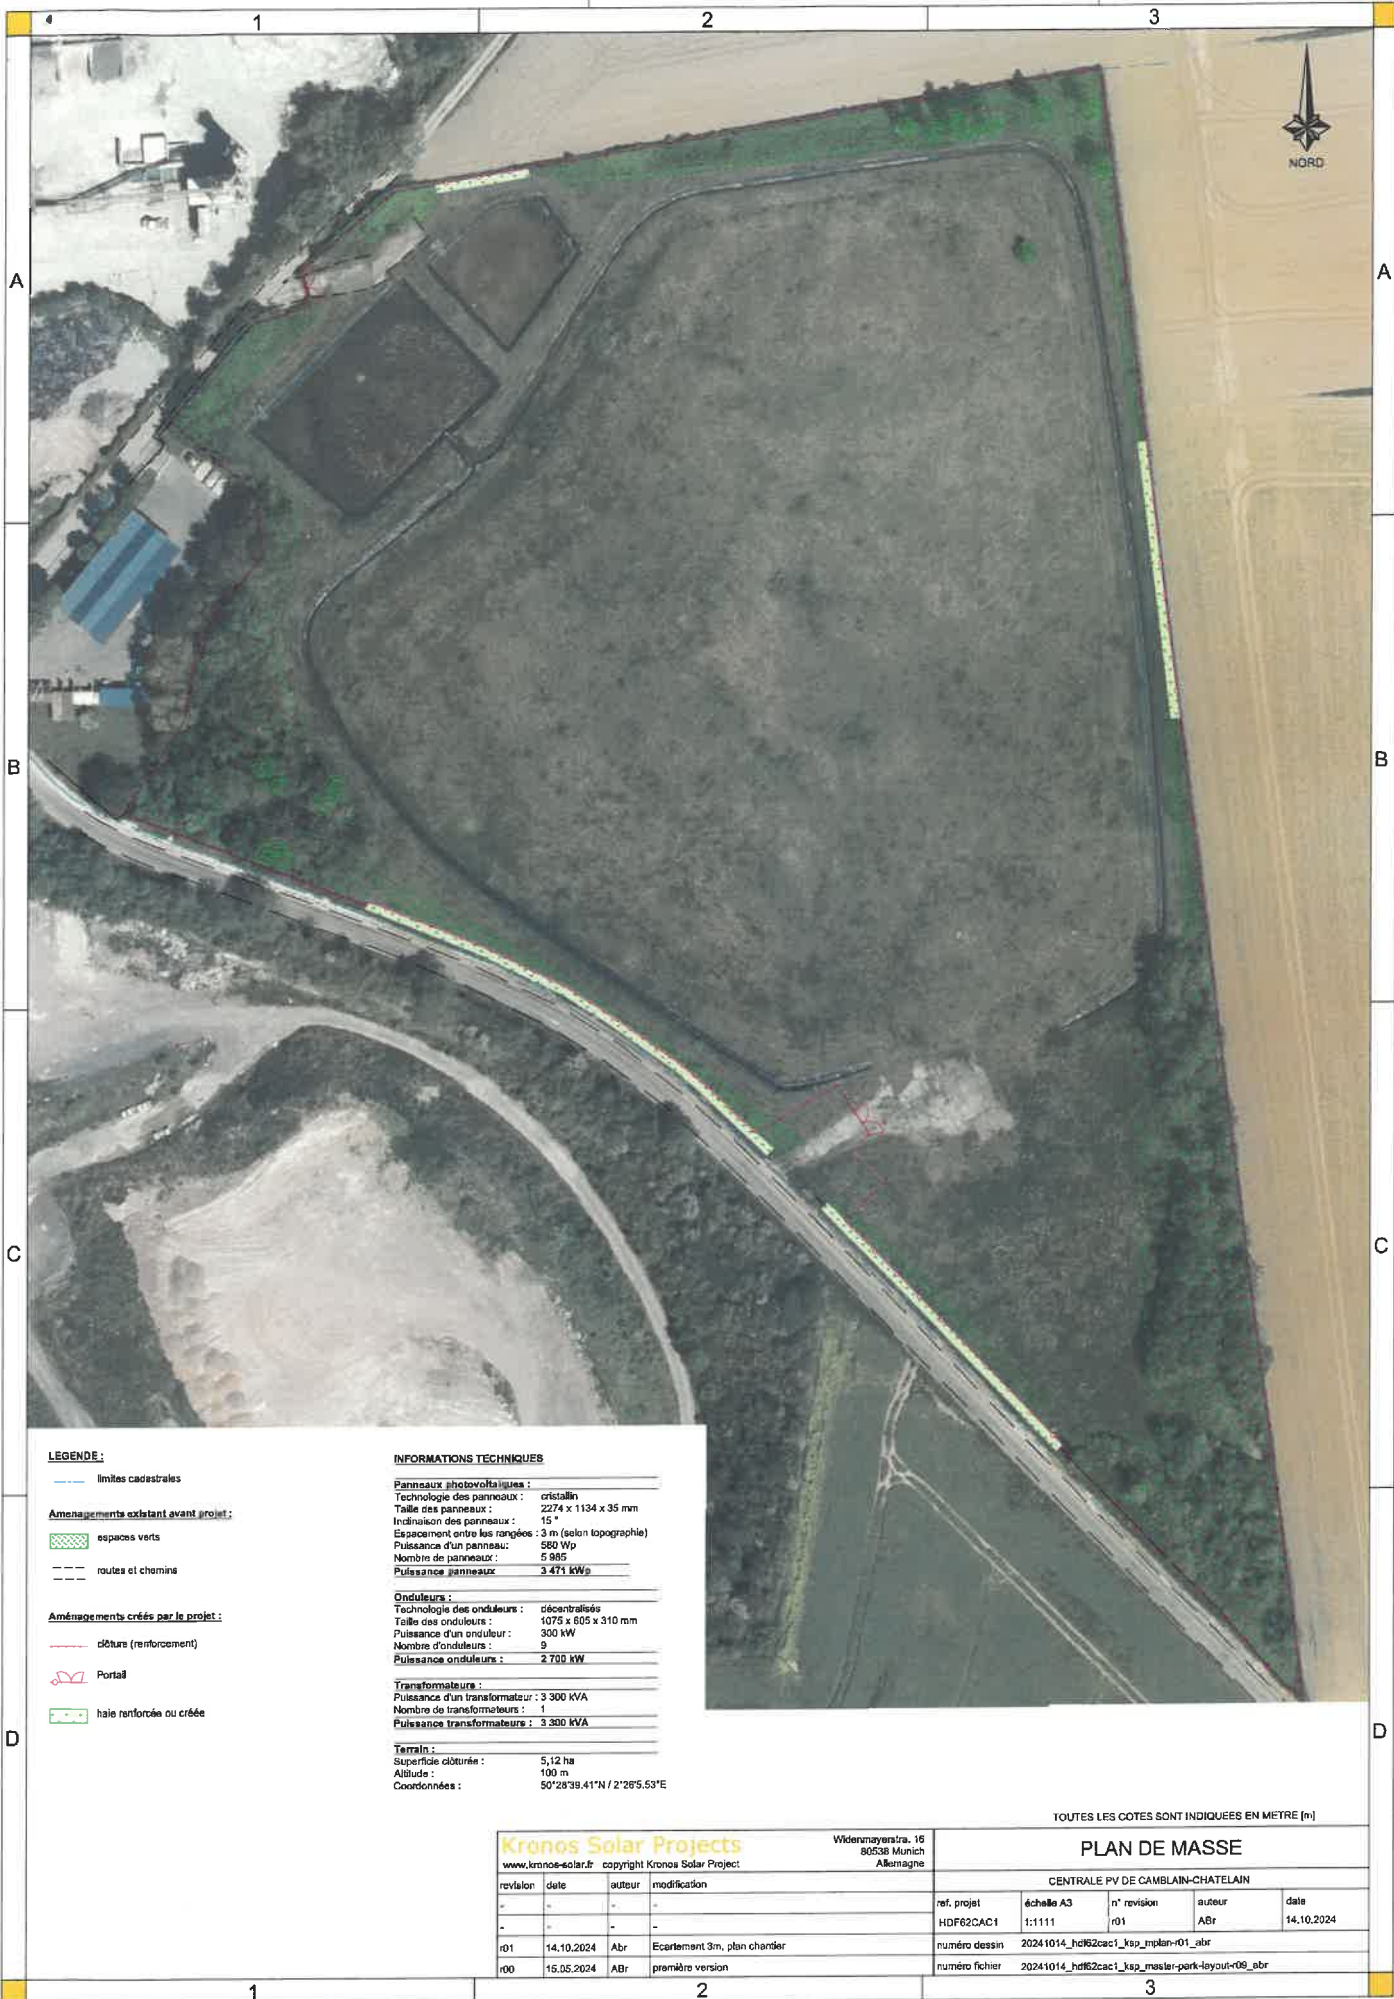 1 2 3
NORD
A A
B B
C C
D D
LEGENDE :
limites cadastrales
Amenagements existant avant projet :
espaces verts
routes et chemins
Aménagements créés par le projet :
clôture (renforcement)
Portail
haie renforcée ou créée
INFORMATIONS TECHNIQUES
Panneaux photovoltaiques :
Technologie des panneaux : cristallin
Taille des panneaux : 2274 x 1134 x 35 mm
Inclinaison des panneaux : 15 °
Espacement entre les rangées : 3 m (selon topographie)
Puissance d'un panneau: 580 Wp
Nombre de panneaux : 5 985
Puissance panneaux 3 471 kWp
Onduleurs :
Technologie des onduleurs : décentralisés
Taille des onduleurs : 1075 x 605 x 310 mm
Puissance d'un onduleur : 300 kW
Nombre d'onduleurs : 9
Puissance onduleurs : 2 700 kW
Transformateurs :
Puissance d'un transformateur : 3 300 kVA
Nombre de transformateurs : 1
Puissance transformateurs : 3 300 kVA
Terrain :
Superficie clôturée : 5,12 ha
Altitude : 100 m
Coordonnées : 50°28'39.41"N / 2°26'5.53"E
TOUTES LES COTES SONT INDIQUEES EN METRE [m]
Kronos Solar Projects
www.kronos-solar.fr copyright Kronos Solar Project
Widenmayerstra. 16
80538 Munich
Allemagne
revision date auteur modification
- - - -
- - - -
r01 14.10.2024 Abr Ecartement 3m, plan chantier
r00 15.05.2024 ABr première version
PLAN DE MASSE
CENTRALE PV DE CAMBLAIN-CHATELAIN
ref. projet échelle A3 n° revision auteur date
HDF62CAC1 1:1111 r01 ABr 14.10.2024
numéro dessin 20241014_hdf62cac1_ksp_mplan-r01_abr
numéro fichier 20241014_hdf62cac1_ksp_master-park-layout-r09_abr
1 2 3